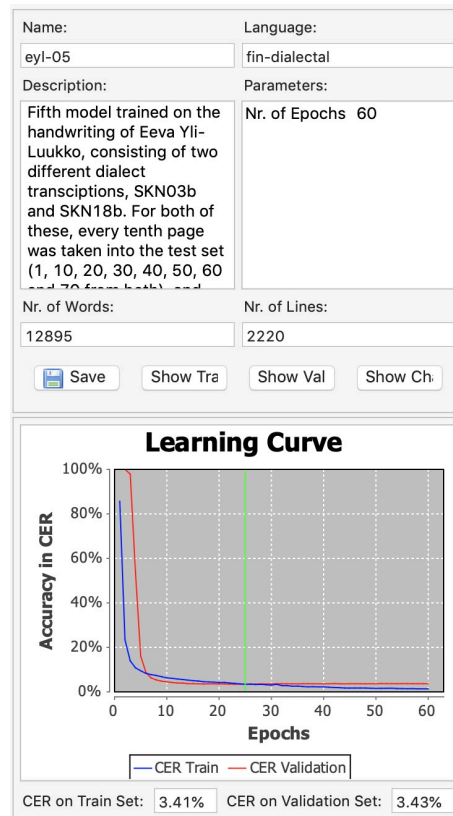 Name: Language:
eyl-05 fin-dialectal
Description: Parameters:
Fifth model trained on the
handwriting of Eeva Yli-
Luukko, consisting of two
different dialect
transciptions, SKN03b
and SKN18b. For both of
these, every tenth page
was taken into the test set
(1, 10, 20, 30, 40, 50, 60
and 70 from both), and
Nr. of Epochs 60
Nr. of Words: Nr. of Lines:
12895 2220
Save Show Tra Show Val Show Ch
Learning Curve
Accuracy in CER
100%
80%
60%
40%
20%
0%
0 10 20 30 40 50 60
Epochs
CER Train CER Validation
CER on Train Set: 3.41% CER on Validation Set: 3.43%